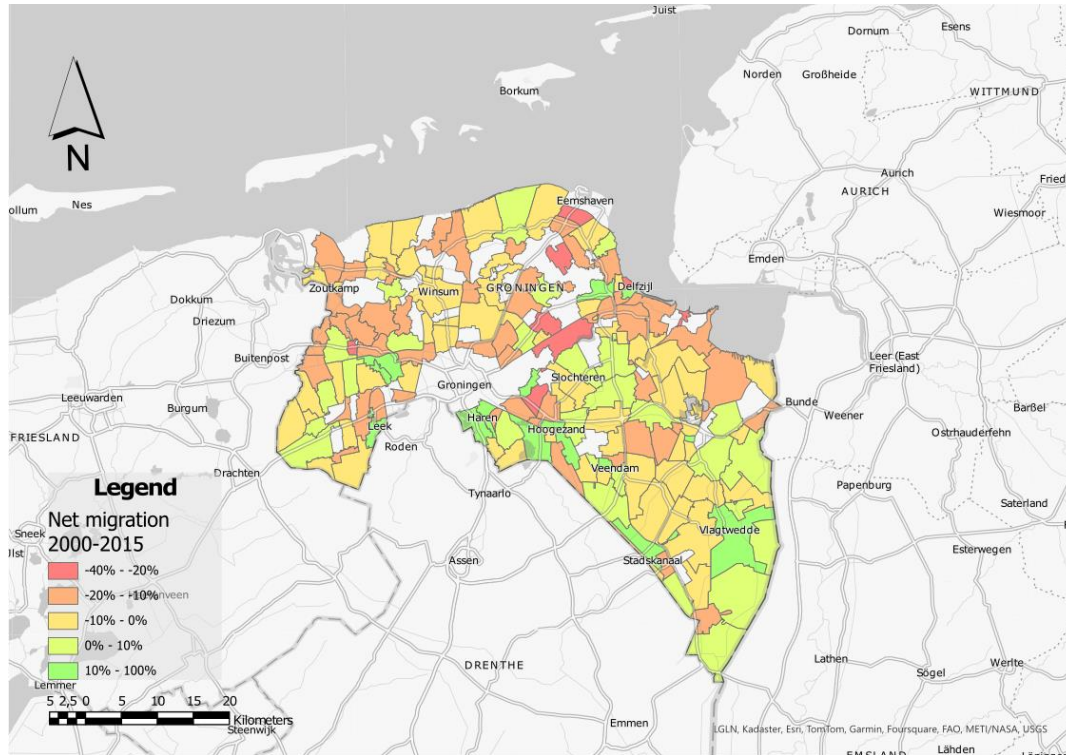 Juist
Dornum
Esens
Norden
Großheide
WITTMUND
Borkum
N
Aurich
AURICH
Fried
ollum
Nes
Eemshaven
Wiesmoor
Emden
Zoutkamp
Winsum
GRONINGEN
Delfzijl
Dokkum
Driezum
Buitenpost
Leer (East
Friesland)
Leeuwarden
Burgum
Groningen
Slochteren
Bunde
Weener
Barßel
FRIESLAND
Leek
Haren
Hoogezand
Ostrhauderfehn
Roden
Drachten
Veendam
Papenburg
Tynaarlo
Saterland
Legend
Net migration
2000-2015
Sneek
Vlagtwedde
Esterwegen
Assen
Stadskanaal
-40% - -20%
-20% - -10%
-10% - 0%
0% - 10%
10% - 100%
DRENTHE
Lathen
Sögel
Werlte
Lemmer
5 2,5 0 5 10 15 20
Kilometers
Steenwijk
Emmen
LGLN, Kadaster, Esri, TomTom, Garmin, Foursquare, FAO, METI/NASA, USGS
EMSLAND
Lähden